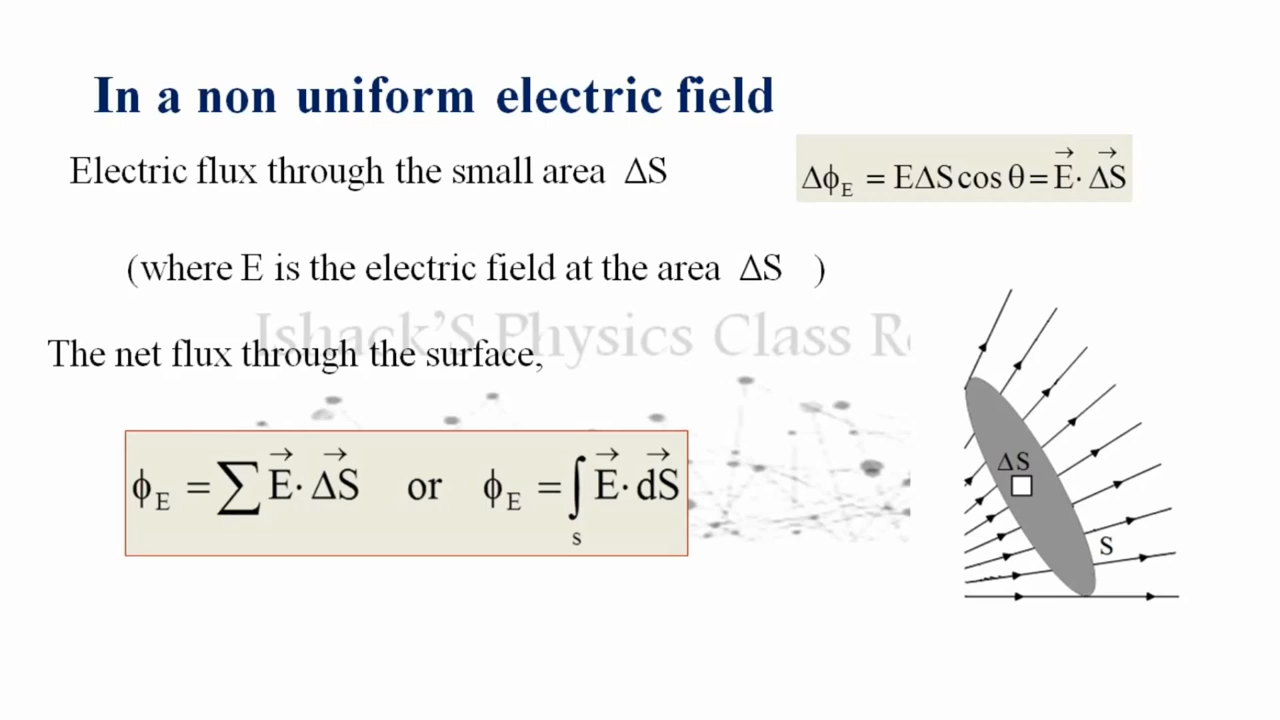 In a non uniform electric field
Electric flux through the small area ΔS
Δϕ_E = EΔS cos θ = E⃗ · ΔS⃗
(where E is the electric field at the area ΔS )
Ishack'S Physics Class R
The net flux through the surface,
ϕ_E = ∑ E⃗ · ΔS⃗ or ϕ_E = ∫_s E⃗ · dS⃗
ΔS
S